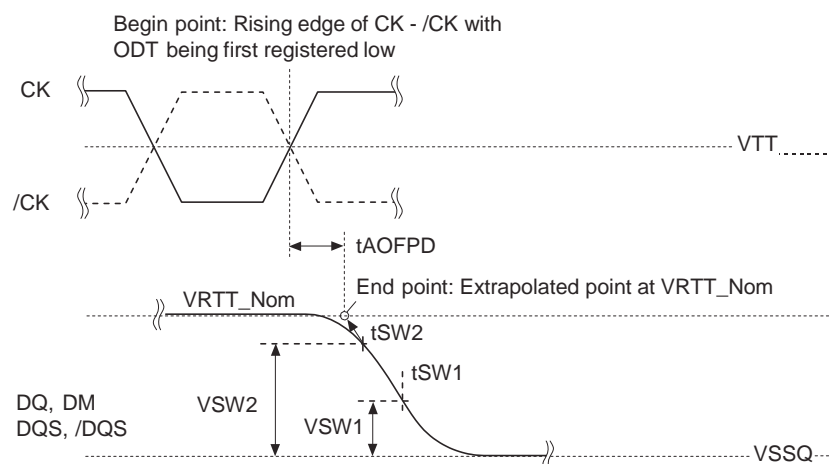 Begin point: Rising edge of CK - /CK with
ODT being first registered low
CK
VTT
/CK
tAOFPD
End point: Extrapolated point at VRTT_Nom
VRTT_Nom
tSW2
tSW1
VSW2
VSW1
DQ, DM
DQS, /DQS
VSSQ